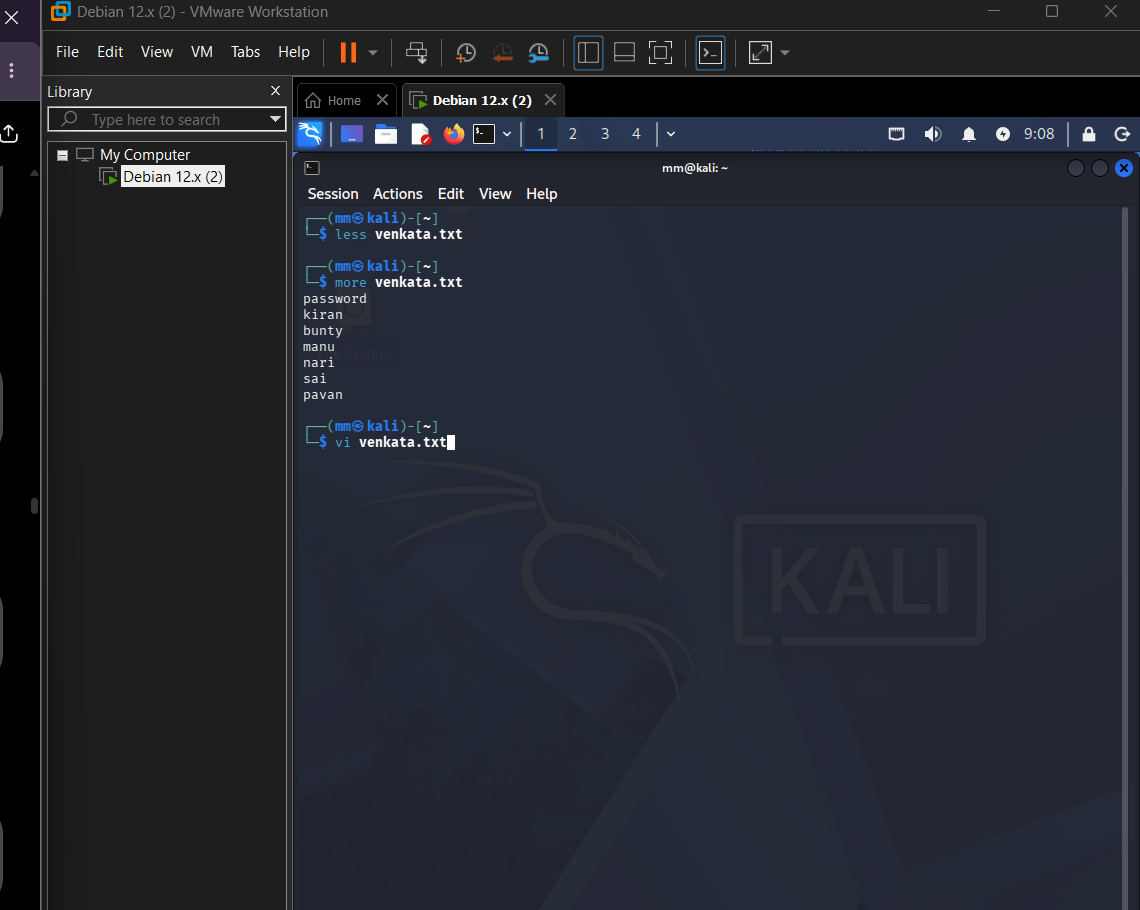 Debian 12.x (2) - VMware Workstation
File Edit View VM Tabs Help
Library
Type here to search
My Computer
Debian 12.x (2)
Home
Debian 12.x (2)
1 2 3 4
9:08
mm@kali: ~
Session Actions Edit View Help
┌──(mm㉿kali)-[~]
└─$ less venkata.txt
┌──(mm㉿kali)-[~]
└─$ more venkata.txt
password
kiran
bunty
manu
nari
sai
pavan
┌──(mm㉿kali)-[~]
└─$ vi venkata.txt
System
KALI